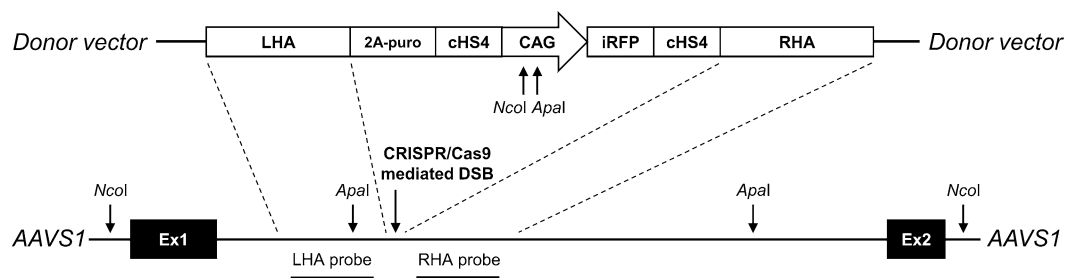 Donor vector LHA 2A-puro cHS4 CAG iRFP cHS4 RHA Donor vector
NcoI ApaI
CRISPR/Cas9
mediated DSB
NcoI ApaI ApaI NcoI
AAVS1 Ex1 Ex2 AAVS1
LHA probe RHA probe